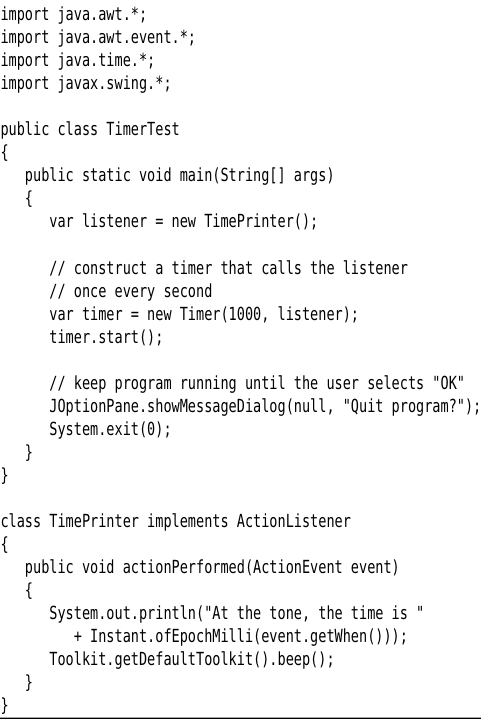 import java.awt.*;
import java.awt.event.*;
import java.time.*;
import javax.swing.*;

public class TimerTest
{
   public static void main(String[] args)
   {
      var listener = new TimePrinter();

      // construct a timer that calls the listener
      // once every second
      var timer = new Timer(1000, listener);
      timer.start();

      // keep program running until the user selects "OK"
      JOptionPane.showMessageDialog(null, "Quit program?");
      System.exit(0);
   }
}

class TimePrinter implements ActionListener
{
   public void actionPerformed(ActionEvent event)
   {
      System.out.println("At the tone, the time is "
         + Instant.ofEpochMilli(event.getWhen()));
      Toolkit.getDefaultToolkit().beep();
   }
}